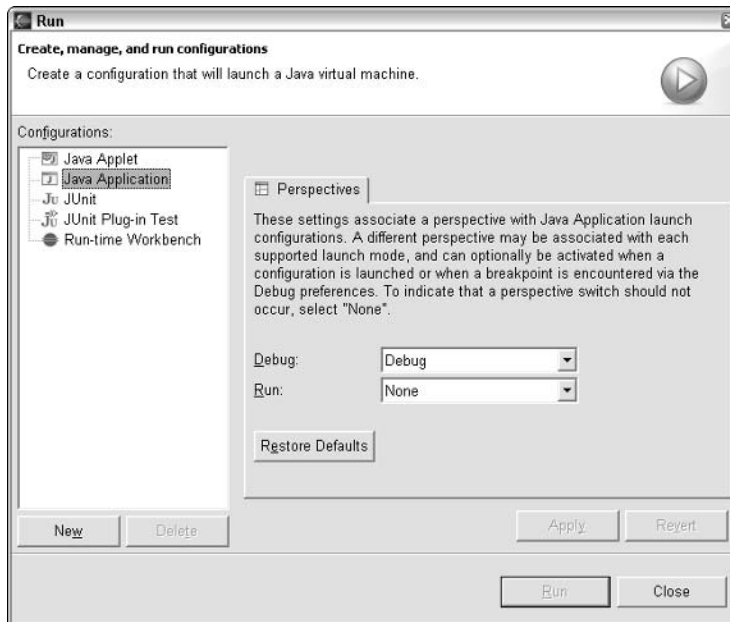 Run
Create, manage, and run configurations
Create a configuration that will launch a Java virtual machine.
Configurations:
Java Applet
Java Application
JUnit
JUnit Plug-in Test
Run-time Workbench
New
Delete
Perspectives
These settings associate a perspective with Java Application launch
configurations. A different perspective may be associated with each
supported launch mode, and can optionally be activated when a
configuration is launched or when a breakpoint is encountered via the
Debug preferences. To indicate that a perspective switch should not
occur, select "None".
Debug: Debug
Run: None
Restore Defaults
Apply Revert
Run Close